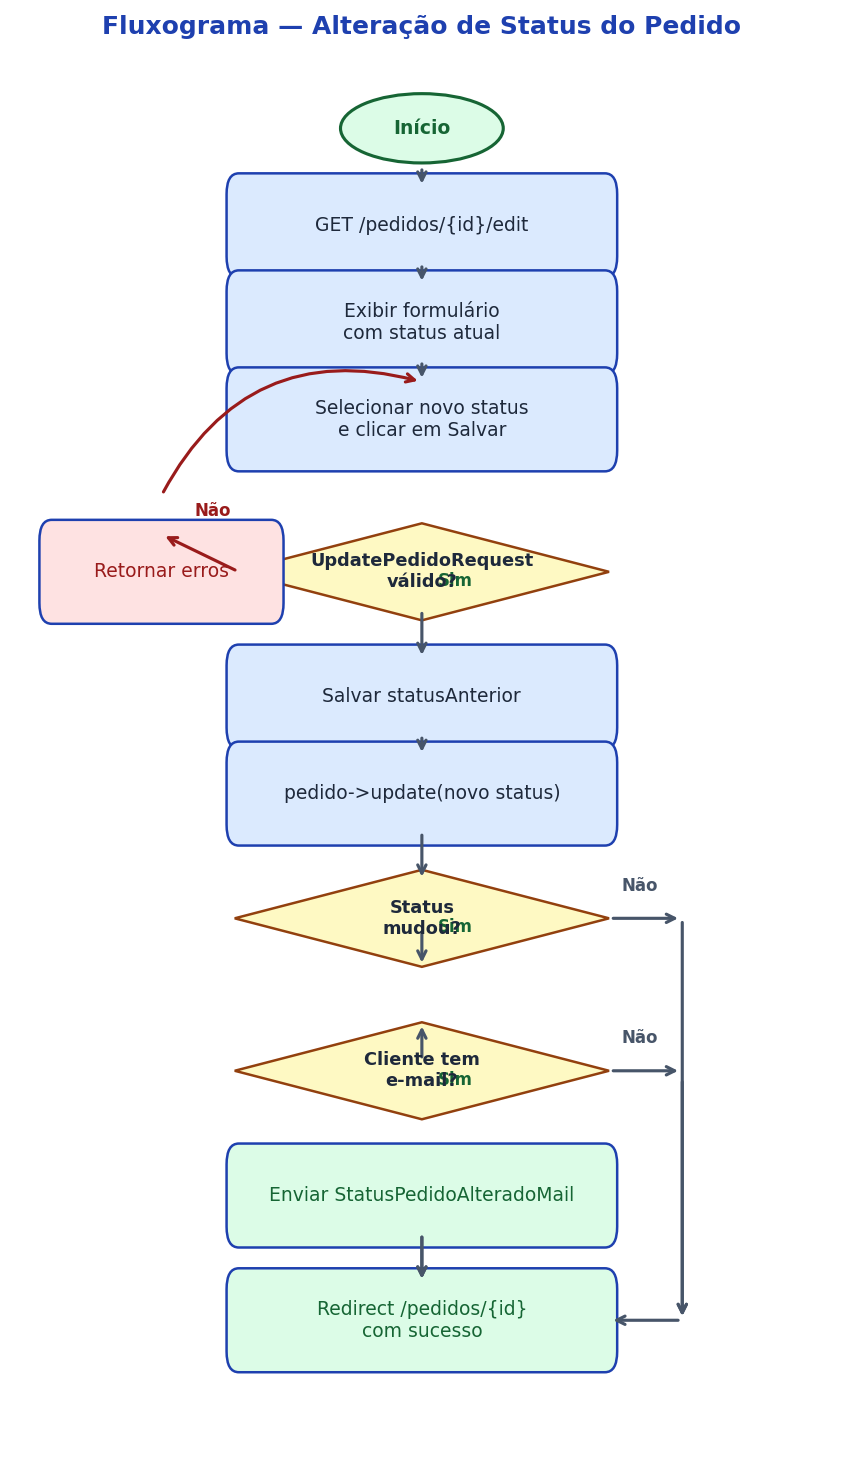 Fluxograma — Alteração de Status do Pedido
Início
GET /pedidos/{id}/edit
Exibir formulário
com status atual
Selecionar novo status
e clicar em Salvar
Não
Retornar erros
UpdatePedidoRequest
válido?
Sim
Salvar statusAnterior
pedido->update(novo status)
Status
mudou?
Sim
Não
Cliente tem
e-mail?
Sim
Não
Enviar StatusPedidoAlteradoMail
Redirect /pedidos/{id}
com sucesso